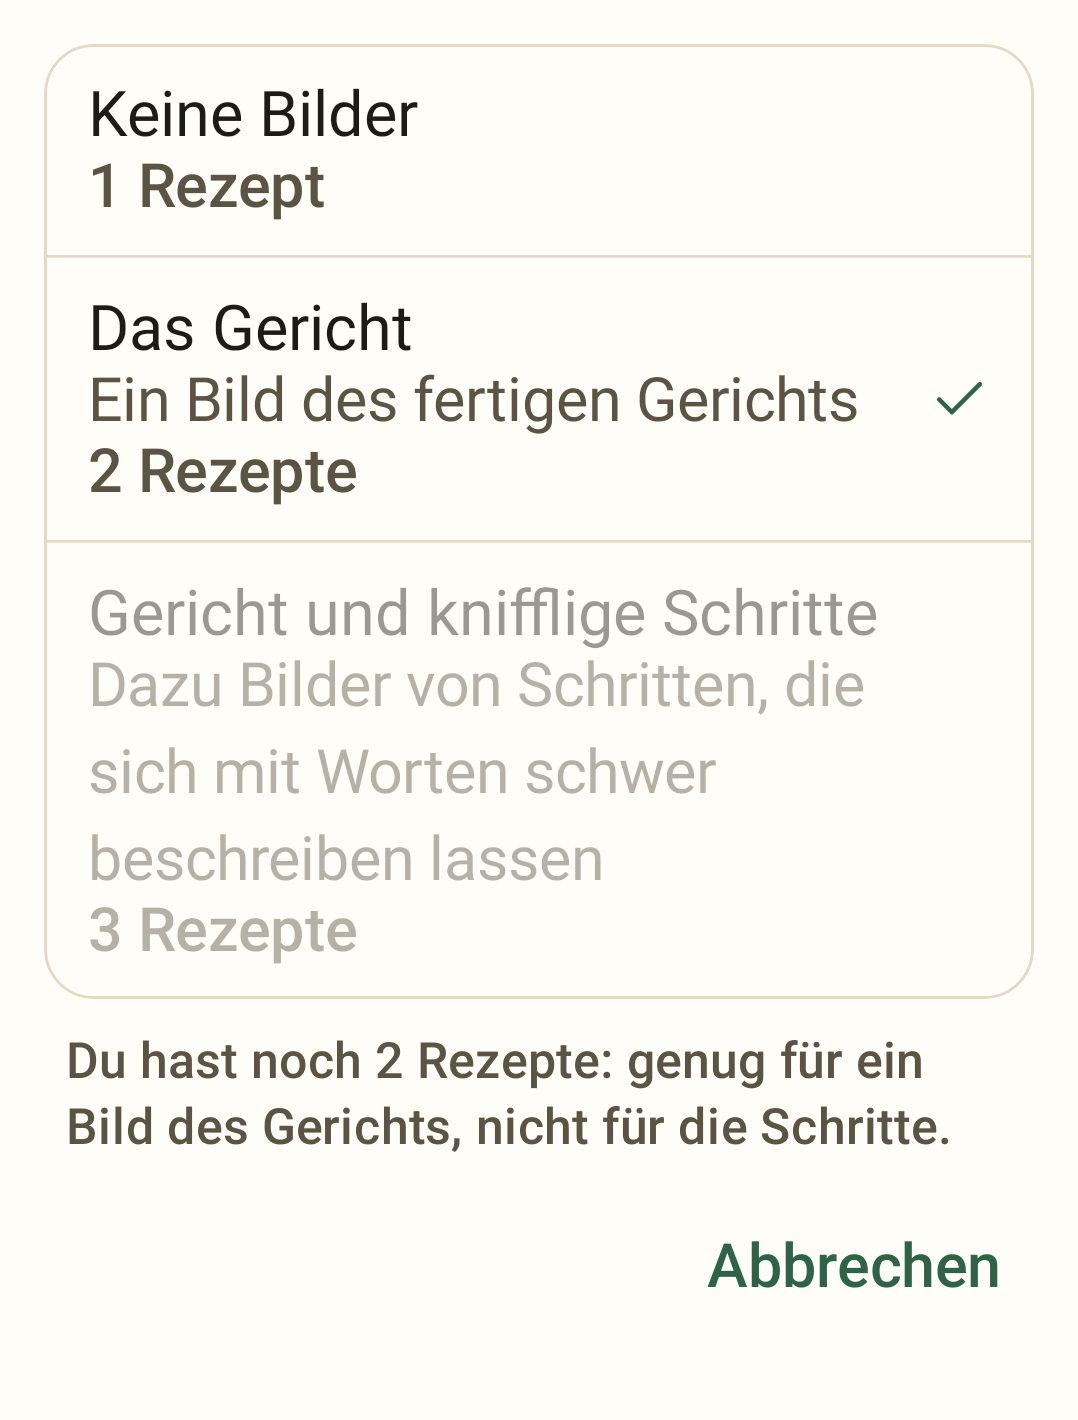 Keine Bilder
1 Rezept
Das Gericht
Ein Bild des fertigen Gerichts
2 Rezepte
Gericht und knifflige Schritte
Dazu Bilder von Schritten, die
sich mit Worten schwer
beschreiben lassen
3 Rezepte
Du hast noch 2 Rezepte: genug für ein
Bild des Gerichts, nicht für die Schritte.
Abbrechen